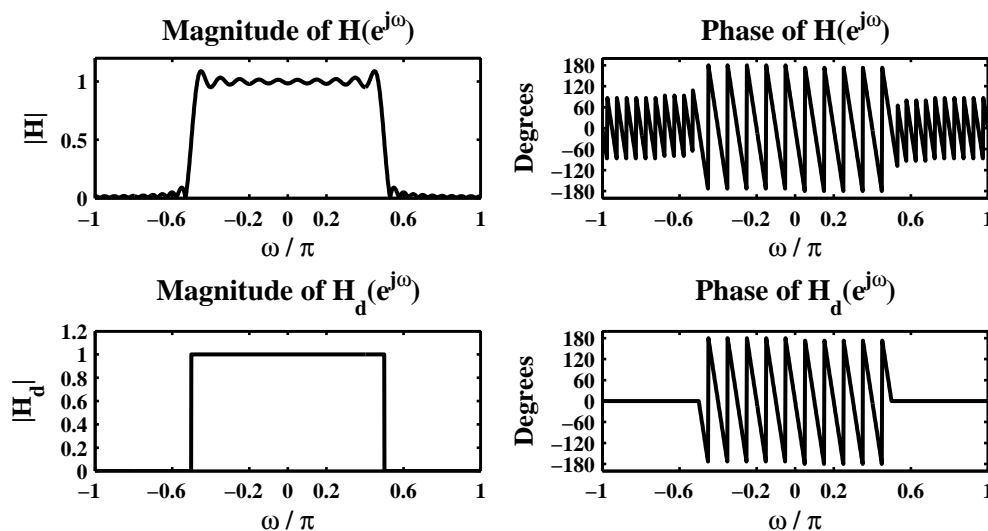 Magnitude of H(e^jω)
|H|
1
0.5
0
−1 −0.6 −0.2 0 0.2 0.6 1
ω / π
Phase of H(e^jω)
Degrees
180
120
60
0
−60
−120
−180
−1 −0.6 −0.2 0 0.2 0.6 1
ω / π
Magnitude of H_d(e^jω)
|H_d|
1.2
1
0.8
0.6
0.4
0.2
0
−1 −0.6 −0.2 0 0.2 0.6 1
ω / π
Phase of H_d(e^jω)
Degrees
180
120
60
0
−60
−120
−180
−1 −0.6 −0.2 0 0.2 0.6 1
ω / π